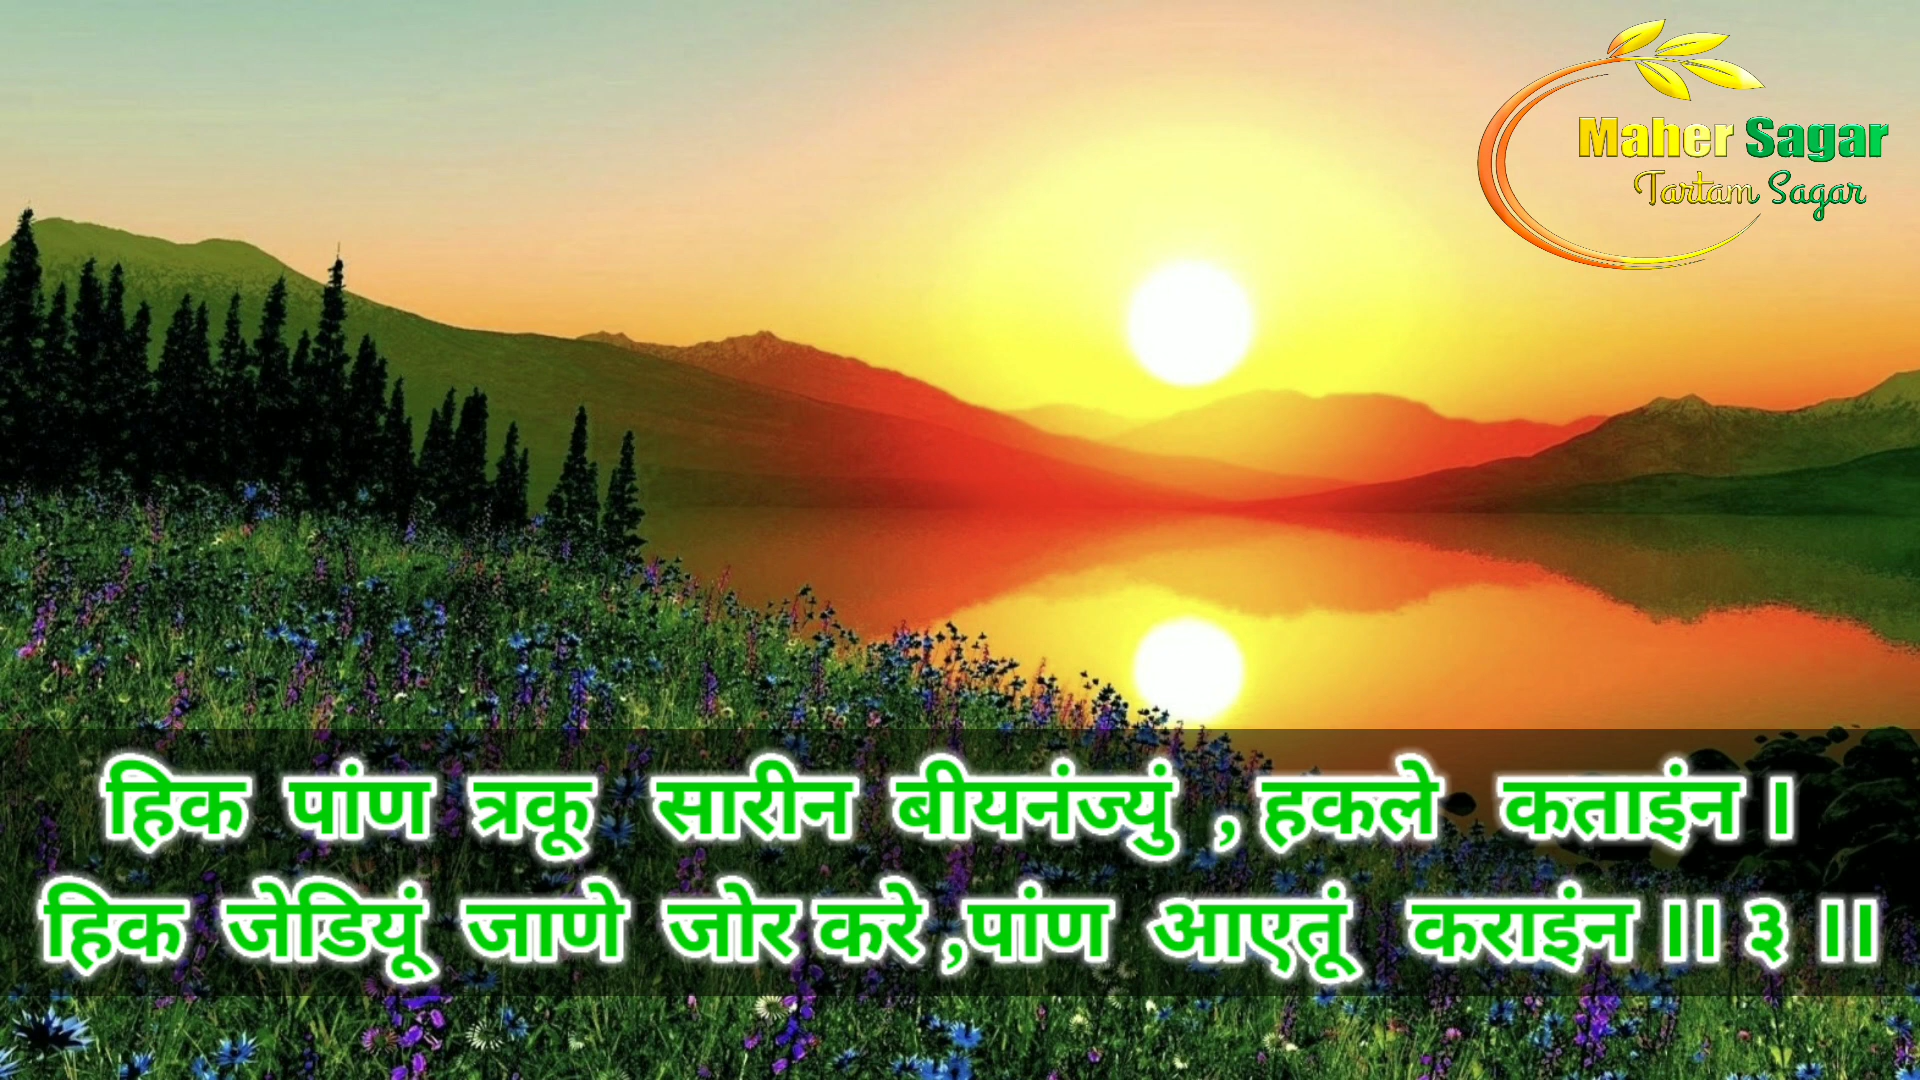 Maher Sagar
Tartam Sagar
हिक पांण त्रकू सारीन बीयनंज्युं , हकले कताइंन ।
हिक जेडियूं जाणे जोर करे ,पांण आएतूं कराइंन ।। ३ ।।